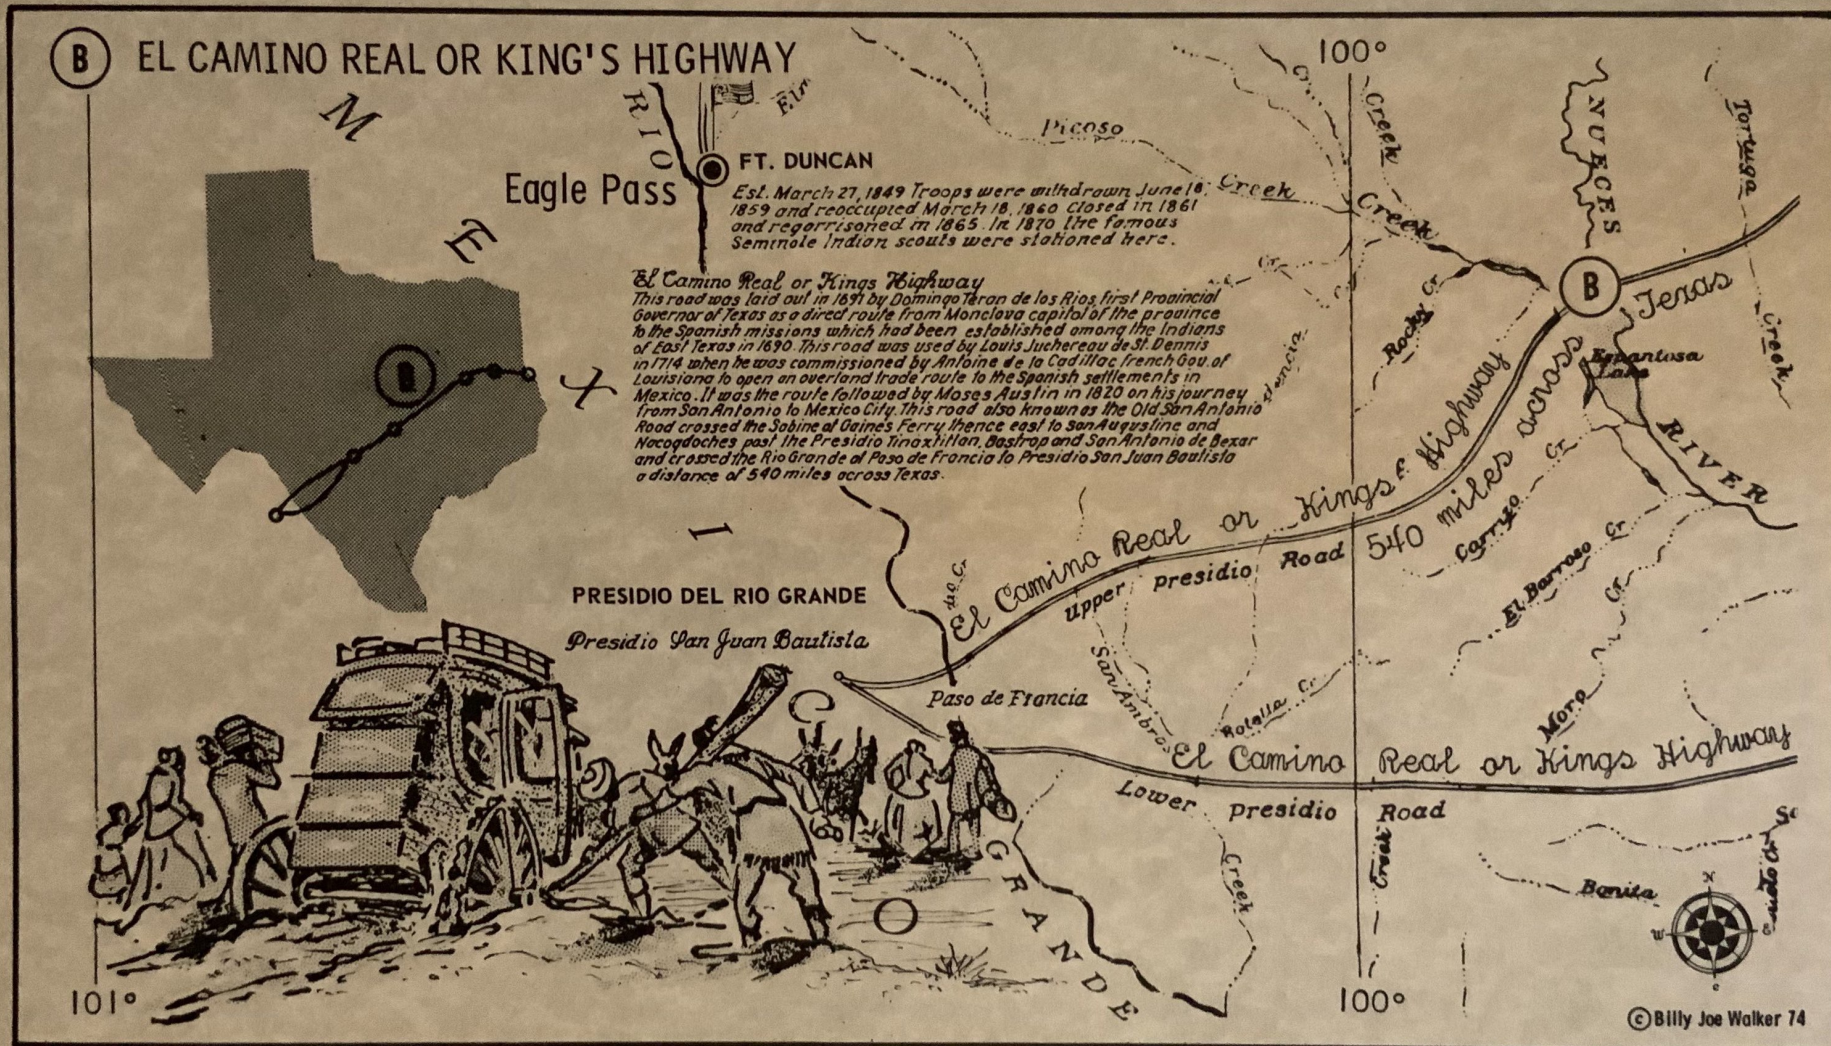 B EL CAMINO REAL OR KING'S HIGHWAY
100°
M
E
X
I
C
O
RIO
Elm
Picoso
Creek
Cr.
Creek
Creek
NUECES
Tortuga
Creek
Eagle Pass
FT. DUNCAN
Est. March 27, 1849 Troops were withdrawn June 18,
1859 and reoccupied March 18, 1860 Closed in 1861
and regarrisoned in 1865. In 1870 the famous
Seminole Indian scouts were stationed here.
El Camino Real or Kings Highway
This road was laid out in 1691 by Domingo Teran de los Rios, first Provincial
Governor of Texas as a direct route from Monclova capitol of the province
to the Spanish missions which had been established among the Indians
of East Texas in 1690. This road was used by Louis Juchereau de St. Dennis
in 1714 when he was commissioned by Antoine de la Cadillac french Gov. of
Louisiana to open an overland trade route to the Spanish settlements in
Mexico. It was the route followed by Moses Austin in 1820 on his journey
from San Antonio to Mexico City. This road also known as the Old San Antonio
Road crossed the Sabine at Gaines Ferry thence east to San Augustine and
Nacogdoches past the Presidio Tinaxtitlan, Bastrop and San Antonio de Bexar
and crossed the Rio Grande at Paso de Francia to Presidio San Juan Bautista
a distance of 540 miles across Texas.
B
B
Cr.
Cr
Rocky Cr
Espantosa
Lake
RIVER
El Camino Real or Kings Highway
540 miles across Texas
Upper Presidio Road
Carrizo Cr
El Barroso Cr
Moro Cr
PRESIDIO DEL RIO GRANDE
Presidio San Juan Bautista
Paso de Francia
San Ambro
Rotalla Cr
El Camino Real or Kings Highway
Lower Presidio Road
Creek
Creek
Bonita
GRANDE
N
W
101°
100°
©Billy Joe Walker 74